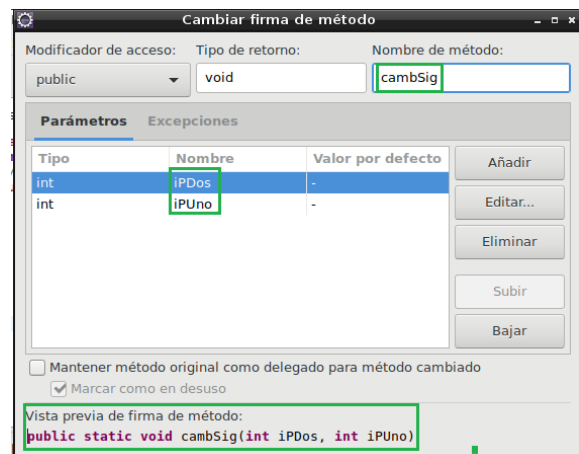 Cambiar firma de método
Modificador de acceso: Tipo de retorno: Nombre de método:
public void cambSig
Parámetros Excepciones
Tipo Nombre Valor por defecto
int iPDos -
int iPUno -
Añadir
Editar...
Eliminar
Subir
Bajar
Mantener método original como delegado para método cambiado
Marcar como en desuso
Vista previa de firma de método:
public static void cambSig(int iPDos, int iPUno)